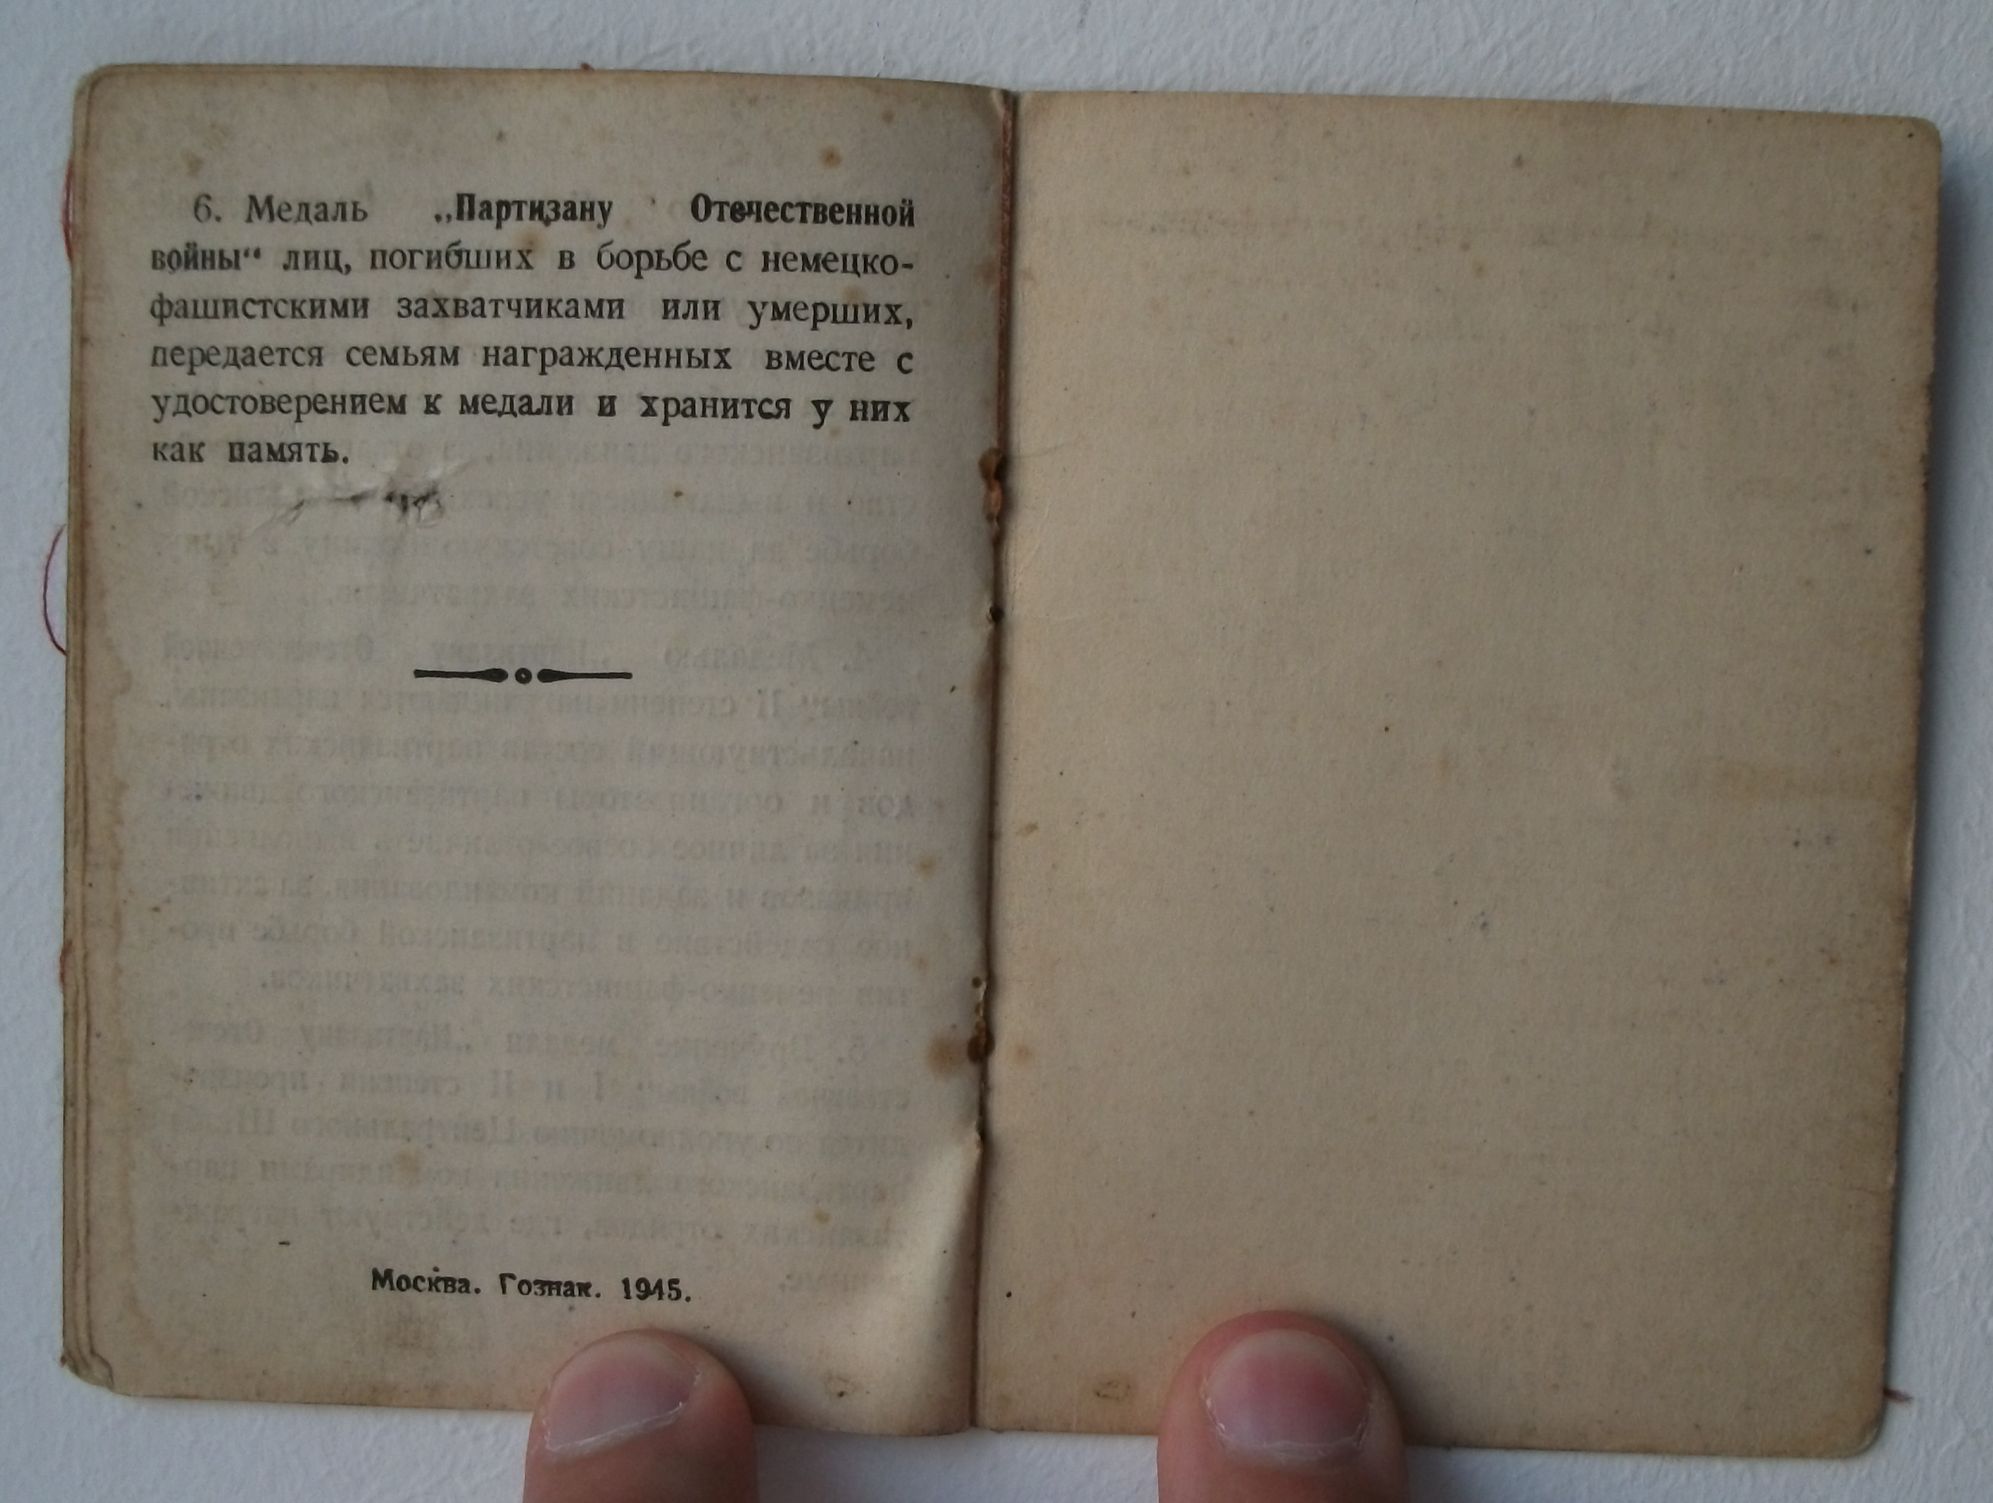 6. Медаль „Партизану Отечественной
войны“ лиц, погибших в борьбе с немецко-
фашистскими захватчиками или умерших,
передается семьям награжденных вместе с
удостоверением к медали и хранится у них
как память.
Москва. Гознак. 1945.